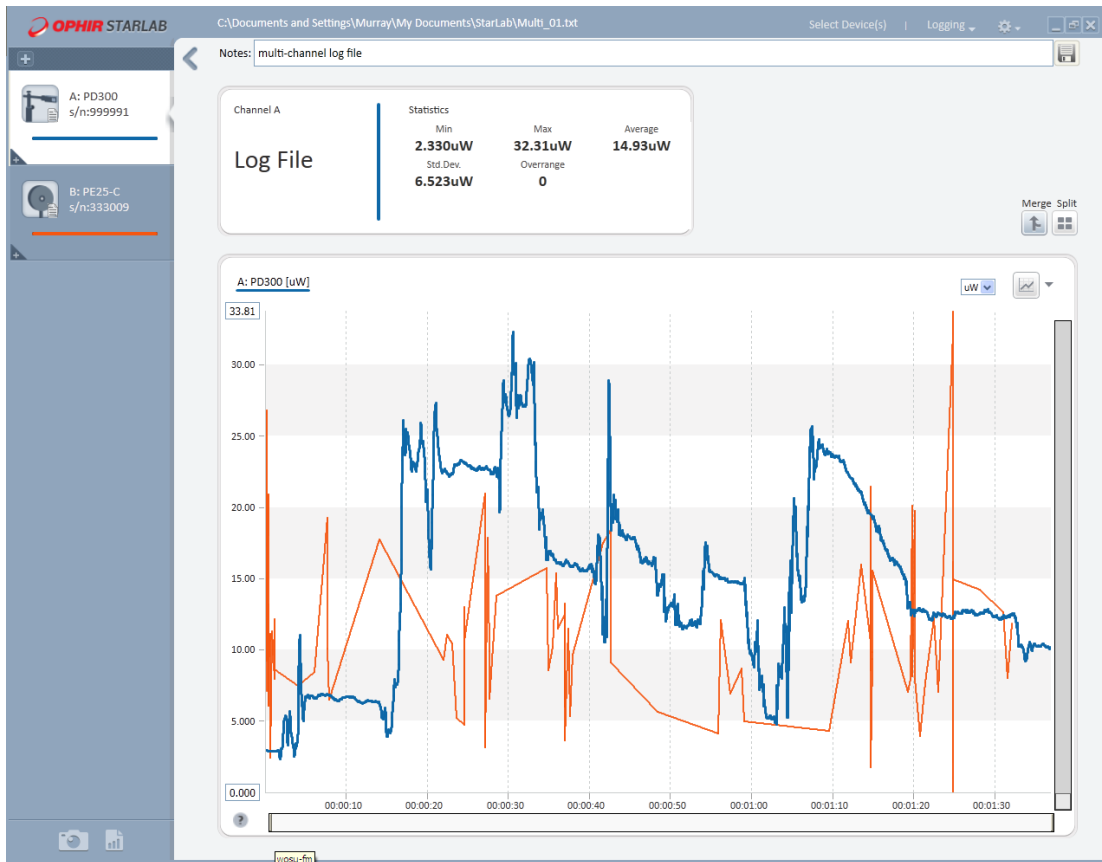 OPHIR STARLAB
C:\Documents and Settings\Murray\My Documents\StarLab\Multi_01.txt
Select Device(s) | Logging
Notes: multi-channel log file
A: PD300
s/n:999991
B: PE25-C
s/n:333009
Channel A
Log File
Statistics
Min Max Average
2.330uW 32.31uW 14.93uW
Std.Dev. Overrange
6.523uW 0
Merge Split
A: PD300 [uW]
uW
33.81
30.00
25.00
20.00
15.00
10.00
5.000
0.000
00:00:10 00:00:20 00:00:30 00:00:40 00:00:50 00:01:00 00:01:10 00:01:20 00:01:30
?
wosu-fm